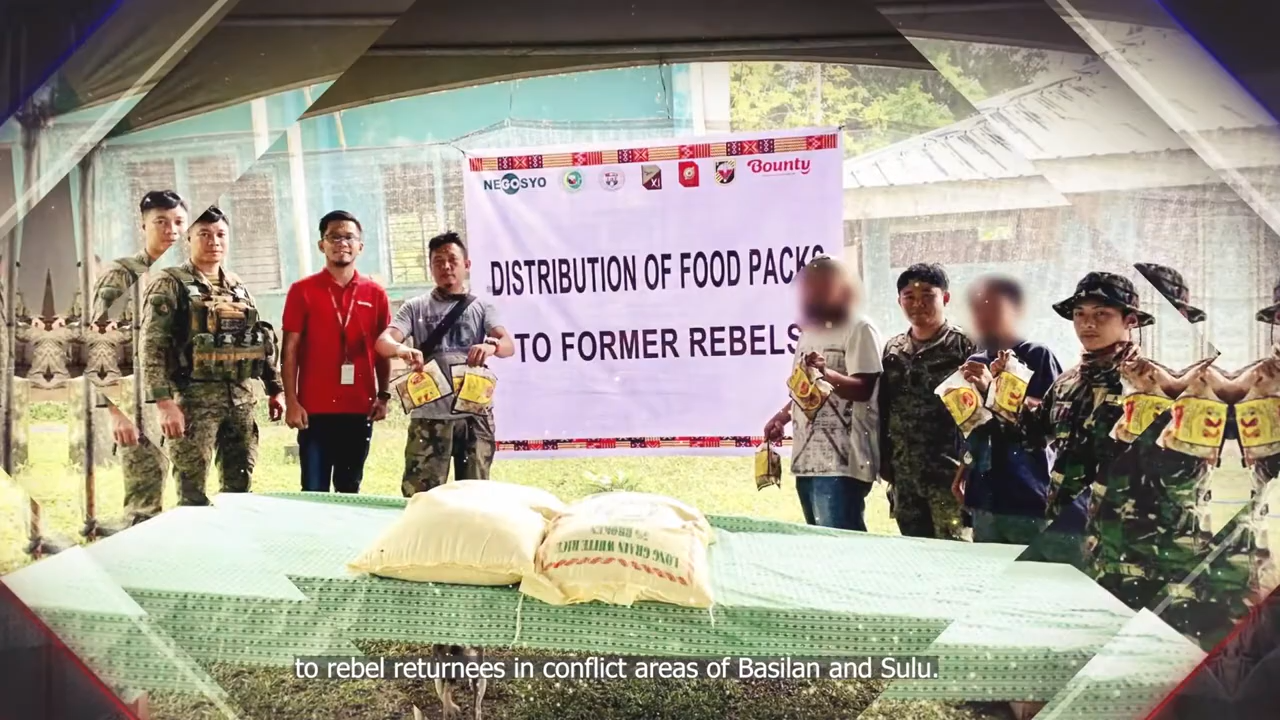 NEGOSYO
XI
Bounty
DISTRIBUTION OF FOOD PACKS
TO FORMER REBELS
LONG GRAIN WHITE RICE
to rebel returnees in conflict areas of Basilan and Sulu.